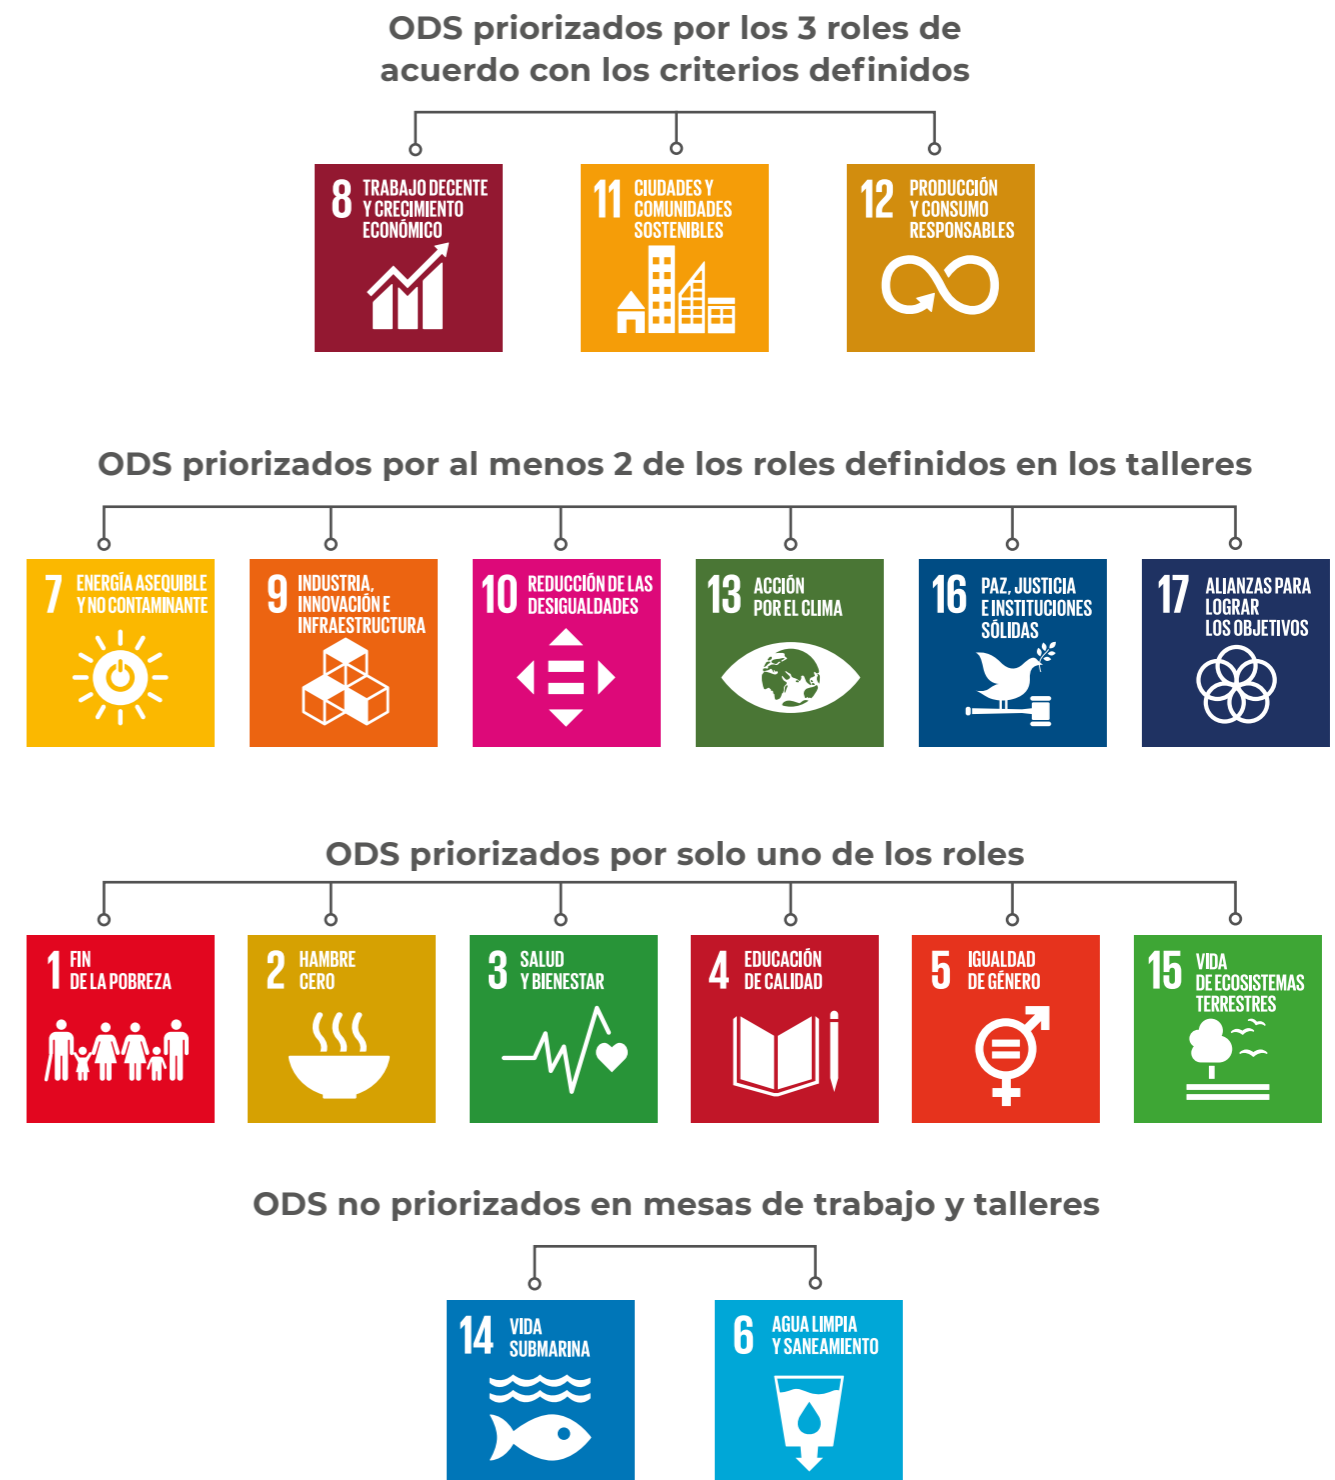 ODS priorizados por los 3 roles de
acuerdo con los criterios definidos
8 TRABAJO DECENTE
Y CRECIMIENTO
ECONÓMICO
11 CIUDADES Y
COMUNIDADES
SOSTENIBLES
12 PRODUCCIÓN
Y CONSUMO
RESPONSABLES
ODS priorizados por al menos 2 de los roles definidos en los talleres
7 ENERGÍA ASEQUIBLE
Y NO CONTAMINANTE
9 INDUSTRIA,
INNOVACIÓN E
INFRAESTRUCTURA
10 REDUCCIÓN DE LAS
DESIGUALDADES
13 ACCIÓN
POR EL CLIMA
16 PAZ, JUSTICIA
E INSTITUCIONES
SÓLIDAS
17 ALIANZAS PARA
LOGRAR
LOS OBJETIVOS
ODS priorizados por solo uno de los roles
1 FIN
DE LA POBREZA
2 HAMBRE
CERO
3 SALUD
Y BIENESTAR
4 EDUCACIÓN
DE CALIDAD
5 IGUALDAD
DE GÉNERO
15 VIDA
DE ECOSISTEMAS
TERRESTRES
ODS no priorizados en mesas de trabajo y talleres
14 VIDA
SUBMARINA
6 AGUA LIMPIA
Y SANEAMIENTO